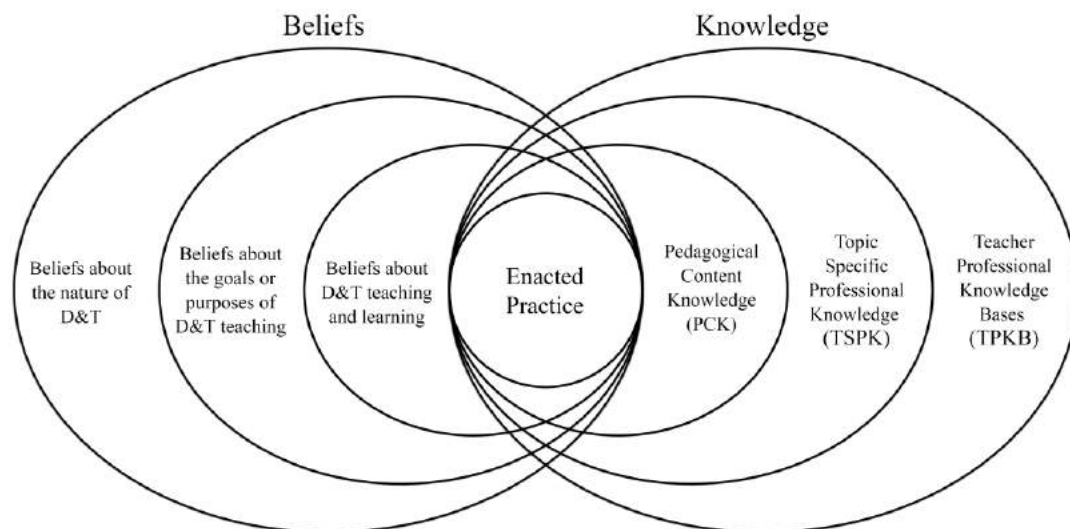 Beliefs
Knowledge
Beliefs about
the nature of
D&T
Beliefs about
the goals or
purposes of
D&T teaching
Beliefs about
D&T teaching
and learning
Enacted
Practice
Pedagogical
Content
Knowledge
(PCK)
Topic
Specific
Professional
Knowledge
(TSPK)
Teacher
Professional
Knowledge
Bases
(TPKB)